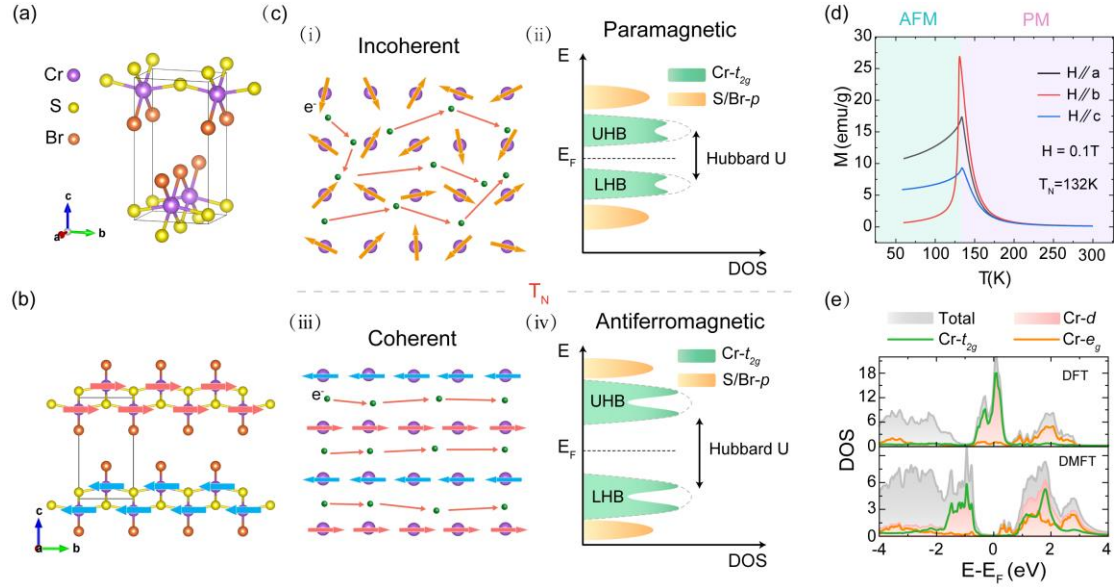 (a)
Cr
S
Br
c
a
b
(b)
c
a
b
(c)
(i)
Incoherent
e⁻
(ii)
Paramagnetic
E
Cr-t2g
S/Br-p
UHB
EF
Hubbard U
LHB
DOS
TN
(iii)
Coherent
e⁻
(iv)
Antiferromagnetic
E
Cr-t2g
S/Br-p
UHB
EF
Hubbard U
LHB
DOS
(d)
AFM
PM
30
25
20
15
10
5
0
M (emu/g)
H//a
H//b
H//c
H = 0.1T
TN=132K
50
100
150
200
250
300
T(K)
(e)
Total
Cr-d
Cr-t2g
Cr-eg
DFT
18
12
6
0
DOS
DMFT
6
3
0
-4
-2
0
2
4
E-EF (eV)